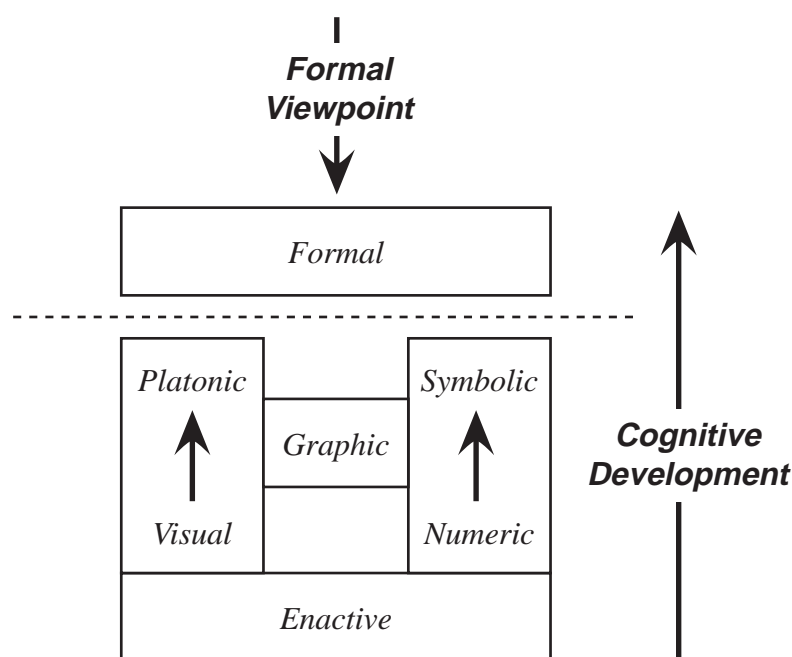 Formal
Viewpoint
Formal
Platonic
Symbolic
Graphic
Cognitive
Development
Visual
Numeric
Enactive